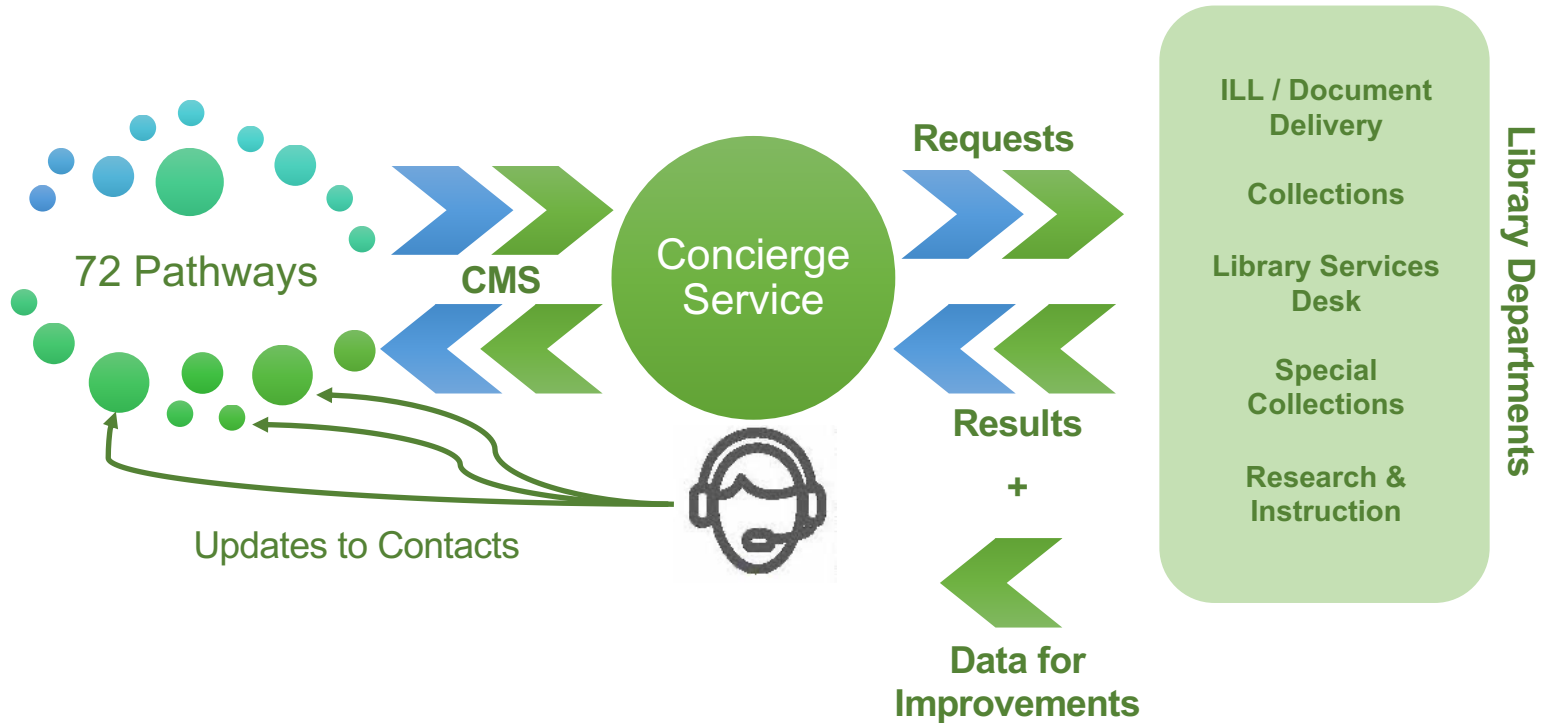 72 Pathways
CMS
Updates to Contacts
Concierge
Service
Requests
Results
+
Data for
Improvements
ILL / Document
Delivery
Collections
Library Services
Desk
Special
Collections
Research &
Instruction
Library Departments